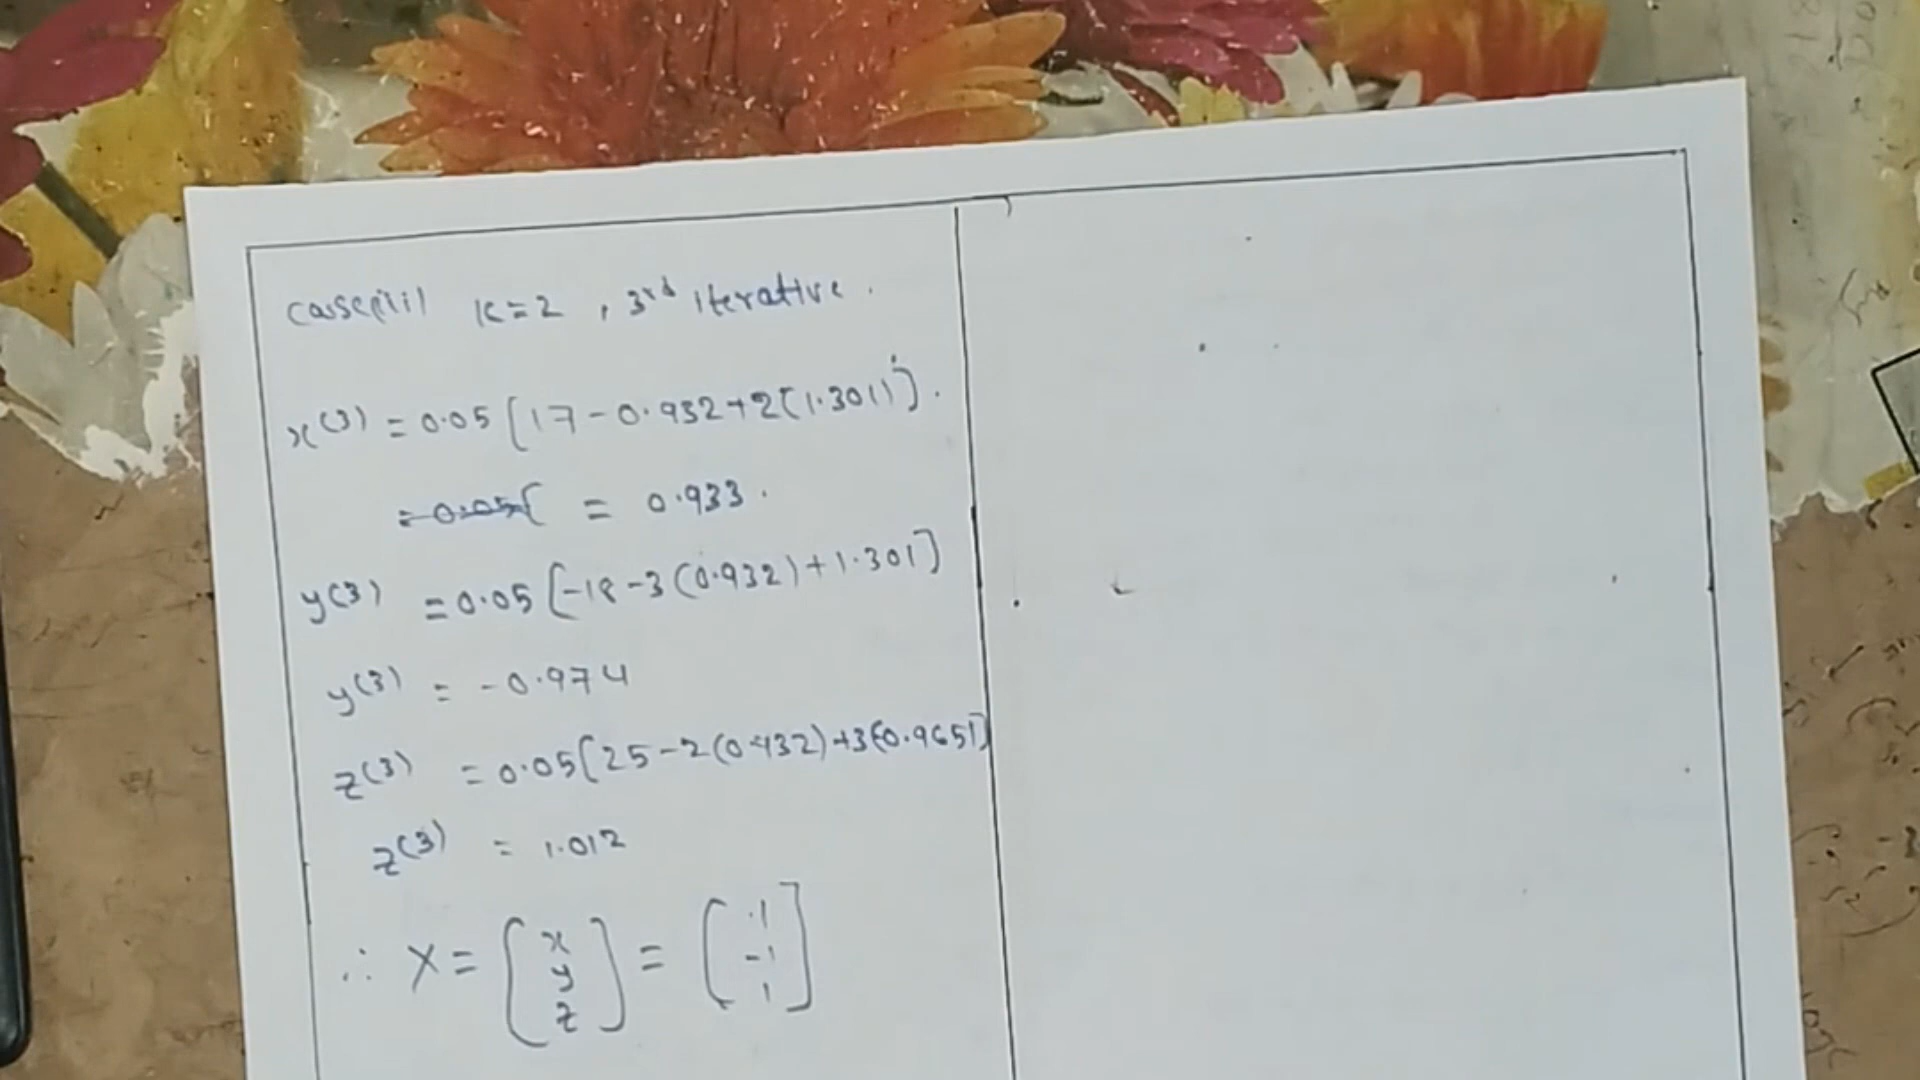 case(iii) k=2 , 3rd iterative .
x(3) = 0.05 [17-0.932+2(1.301)] .
= 0.05[ = 0.933 .
y(3) = 0.05 [-18-3(0.932)+1.301]
y(3) = -0.974
z(3) = 0.05[25-2(0.932)+3(-0.965)]
z(3) = 1.012
∴ X = [x y z] = [1 -1 1]